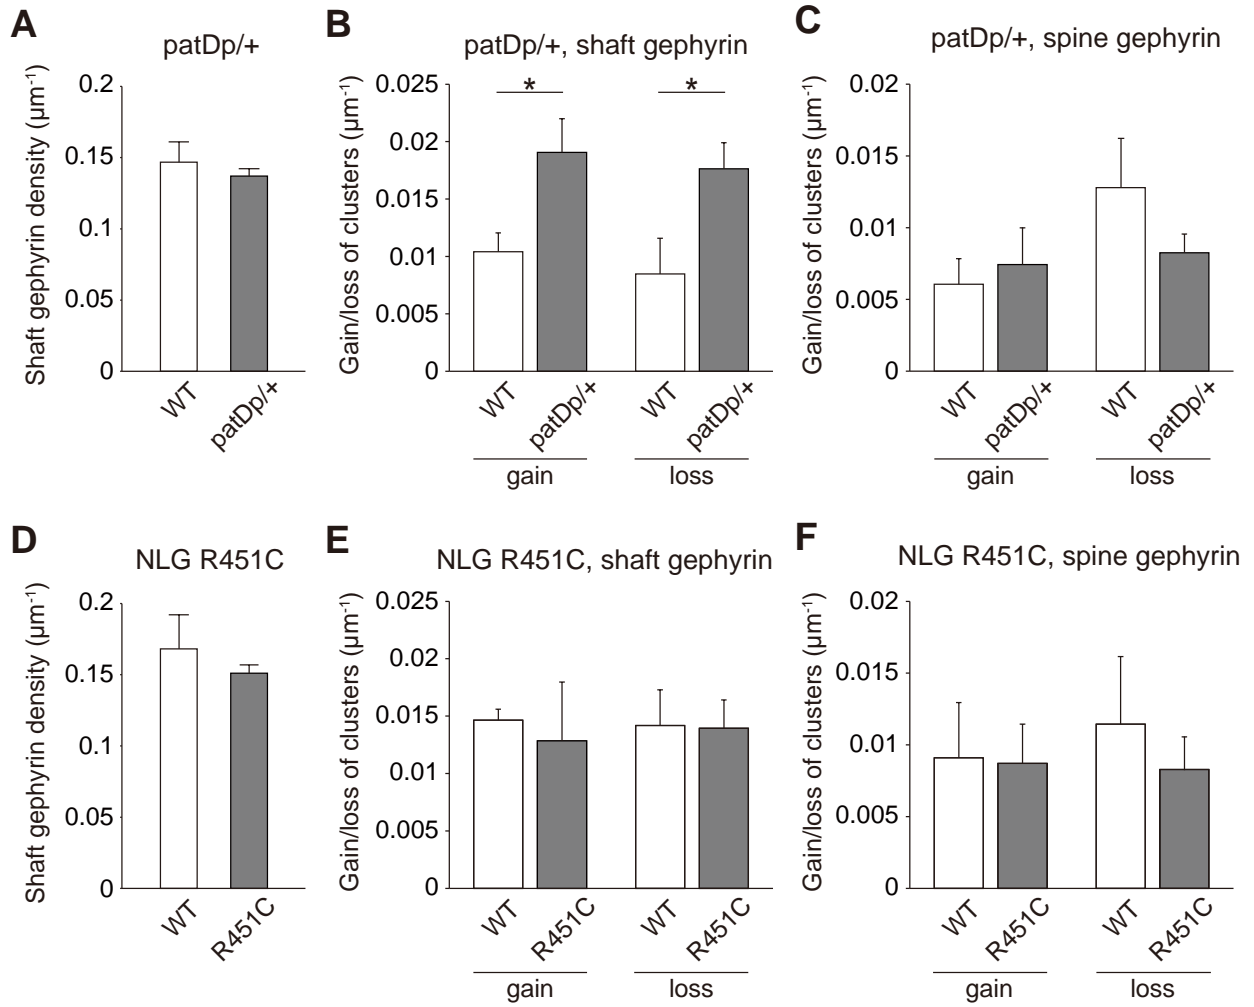 A
patDp/+
Shaft gephyrin density (µm⁻¹)
0.2
0.15
0.1
0.05
0
WT
patDp/+
B
patDp/+, shaft gephyrin
Gain/loss of clusters (µm⁻¹)
0.025
0.02
0.015
0.01
0.005
0
*
*
WT
patDp/+
WT
patDp/+
gain
loss
C
patDp/+, spine gephyrin
Gain/loss of clusters (µm⁻¹)
0.02
0.015
0.01
0.005
0
WT
patDp/+
WT
patDp/+
gain
loss
D
NLG R451C
Shaft gephyrin density (µm⁻¹)
0.2
0.15
0.1
0.05
0
WT
R451C
E
NLG R451C, shaft gephyrin
Gain/loss of clusters (µm⁻¹)
0.025
0.02
0.015
0.01
0.005
0
WT
R451C
WT
R451C
gain
loss
F
NLG R451C, spine gephyrin
Gain/loss of clusters (µm⁻¹)
0.02
0.015
0.01
0.005
0
WT
R451C
WT
R451C
gain
loss